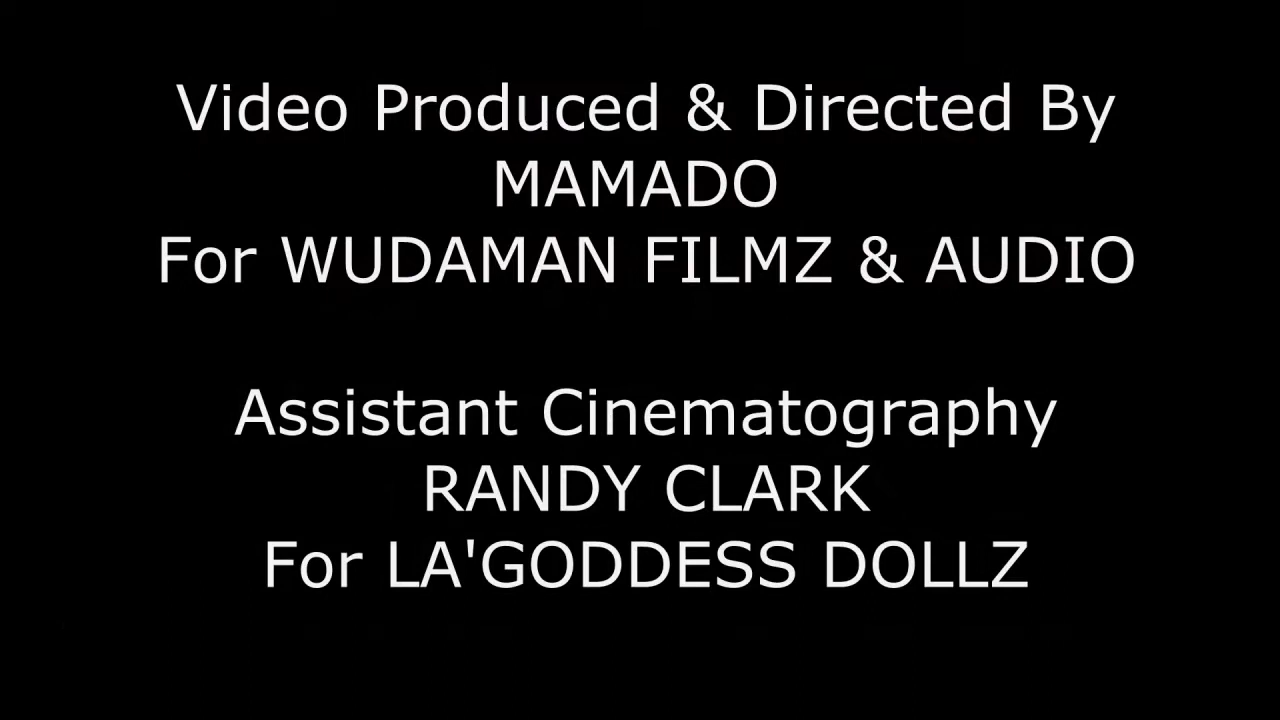 Video Produced & Directed By
MAMADO
For WUDAMAN FILMZ & AUDIO
Assistant Cinematography
RANDY CLARK
For LA'GODDESS DOLLZ